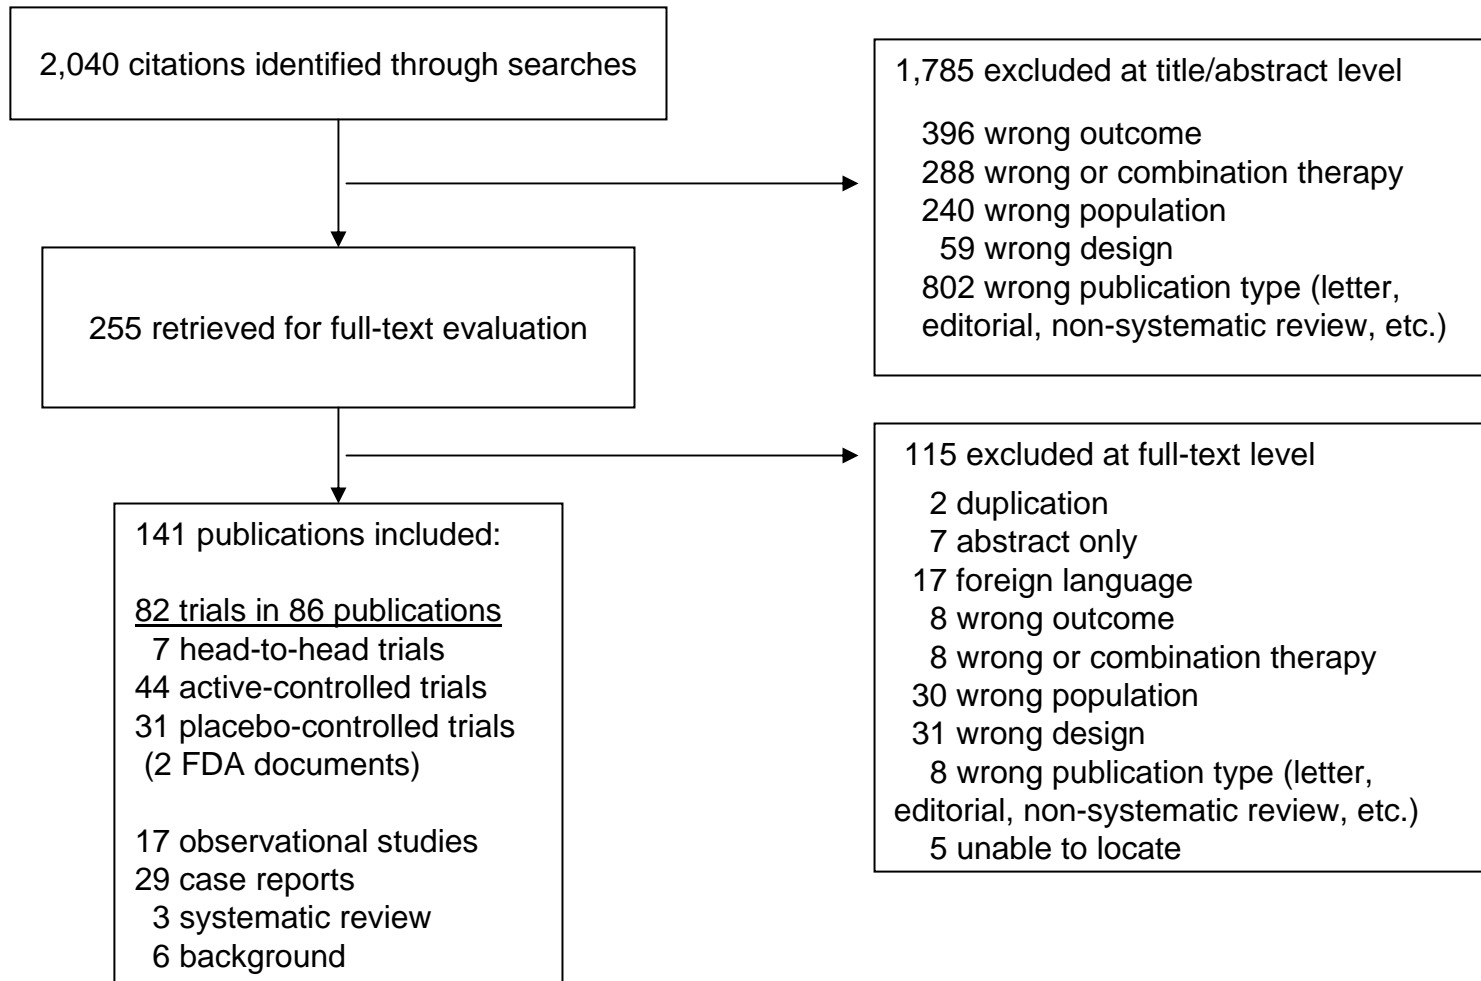 2,040 citations identified through searches
1,785 excluded at title/abstract level
396 wrong outcome
288 wrong or combination therapy
240 wrong population
59 wrong design
802 wrong publication type (letter,
editorial, non-systematic review, etc.)
255 retrieved for full-text evaluation
115 excluded at full-text level
2 duplication
7 abstract only
17 foreign language
8 wrong outcome
8 wrong or combination therapy
30 wrong population
31 wrong design
8 wrong publication type (letter,
editorial, non-systematic review, etc.)
5 unable to locate
141 publications included:
82 trials in 86 publications
7 head-to-head trials
44 active-controlled trials
31 placebo-controlled trials
(2 FDA documents)
17 observational studies
29 case reports
3 systematic review
6 background